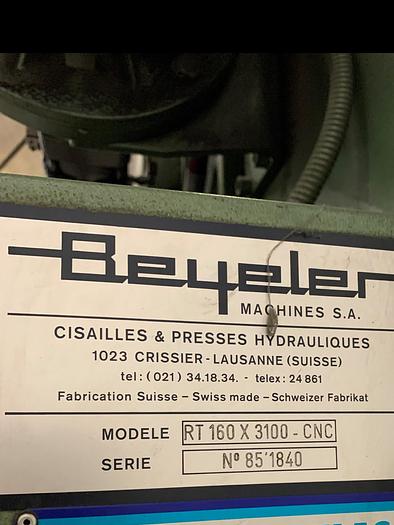 Beyeler
MACHINES S.A.
CISAILLES & PRESSES HYDRAULIQUES
1023 CRISSIER - LAUSANNE (SUISSE)
tel: (021) 34.18.34. - telex: 24 861
Fabrication Suisse - Swiss made - Schweizer Fabrikat
MODELE RT 160 X 3100 - CNC
SERIE Nº 85'1840